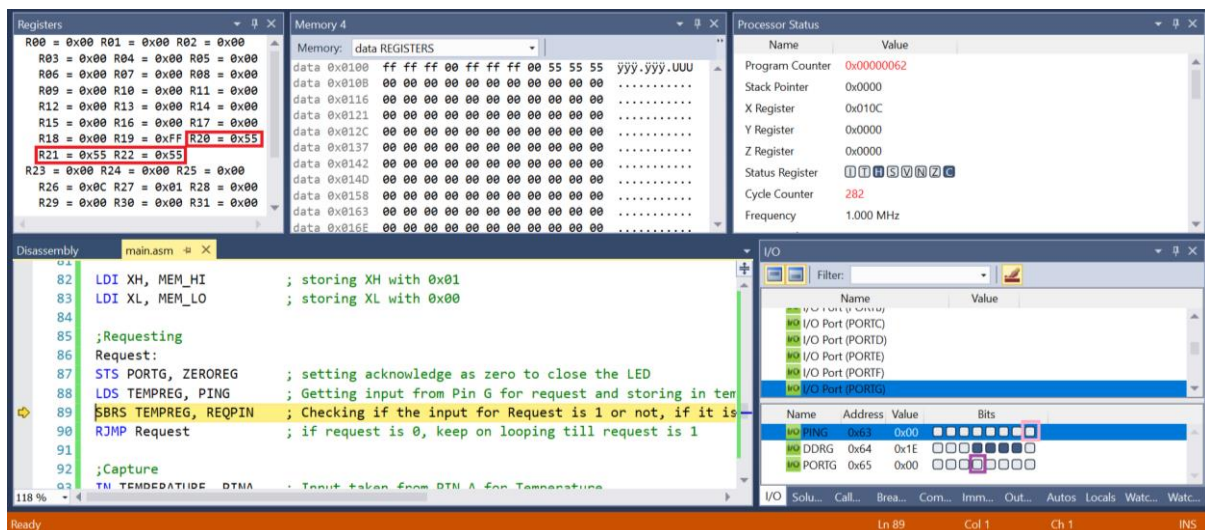 Registers
R00 = 0x00 R01 = 0x00 R02 = 0x00
R03 = 0x00 R04 = 0x00 R05 = 0x00
R06 = 0x00 R07 = 0x00 R08 = 0x00
R09 = 0x00 R10 = 0x00 R11 = 0x00
R12 = 0x00 R13 = 0x00 R14 = 0x00
R15 = 0x00 R16 = 0x00 R17 = 0x00
R18 = 0x00 R19 = 0xFF R20 = 0x55
R21 = 0x55 R22 = 0x55
R23 = 0x00 R24 = 0x00 R25 = 0x00
R26 = 0x0C R27 = 0x01 R28 = 0x00
R29 = 0x00 R30 = 0x00 R31 = 0x00
Memory 4
Memory: data REGISTERS
data 0x0100 ff ff ff 00 ff ff ff 00 55 55 55 ÿÿÿ.ÿÿÿ.UUU
data 0x010B 00 00 00 00 00 00 00 00 00 00 00 ...........
data 0x0116 00 00 00 00 00 00 00 00 00 00 00 ...........
data 0x0121 00 00 00 00 00 00 00 00 00 00 00 ...........
data 0x012C 00 00 00 00 00 00 00 00 00 00 00 ...........
data 0x0137 00 00 00 00 00 00 00 00 00 00 00 ...........
data 0x0142 00 00 00 00 00 00 00 00 00 00 00 ...........
data 0x014D 00 00 00 00 00 00 00 00 00 00 00 ...........
data 0x0158 00 00 00 00 00 00 00 00 00 00 00 ...........
data 0x0163 00 00 00 00 00 00 00 00 00 00 00 ...........
data 0x016E 00 00 00 00 00 00 00 00 00 00 00 ...........
Processor Status
Name Value
Program Counter 0x00000062
Stack Pointer 0x0000
X Register 0x010C
Y Register 0x0000
Z Register 0x0000
Status Register I T H S V N Z C
Cycle Counter 282
Frequency 1.000 MHz
Disassembly main.asm
81
82 LDI XH, MEM_HI ; storing XH with 0x01
83 LDI XL, MEM_LO ; storing XL with 0x00
84
85 ;Requesting
86 Request:
87 STS PORTG, ZEROREG ; setting acknowledge as zero to close the LED
88 LDS TEMPREG, PING ; Getting input from Pin G for request and storing in tem
89 SBRS TEMPREG, REQPIN ; Checking if the input for Request is 1 or not, if it is
90 RJMP Request ; if request is 0, keep on looping till request is 1
91
92 ;Capture
93 IN TEMPERATURE, PINA ; Input taken from PIN A for Temperature
118 %
I/O
Filter:
Name Value
I/O I/O Port (PORTB)
I/O I/O Port (PORTC)
I/O I/O Port (PORTD)
I/O I/O Port (PORTE)
I/O I/O Port (PORTF)
I/O I/O Port (PORTG)
Name Address Value Bits
I/O PING 0x63 0x00
I/O DDRG 0x64 0x1E
I/O PORTG 0x65 0x00
I/O Solu... Call... Brea... Com... Imm... Out... Autos Locals Watc... Watc...
Ready Ln 89 Col 1 Ch 1 INS